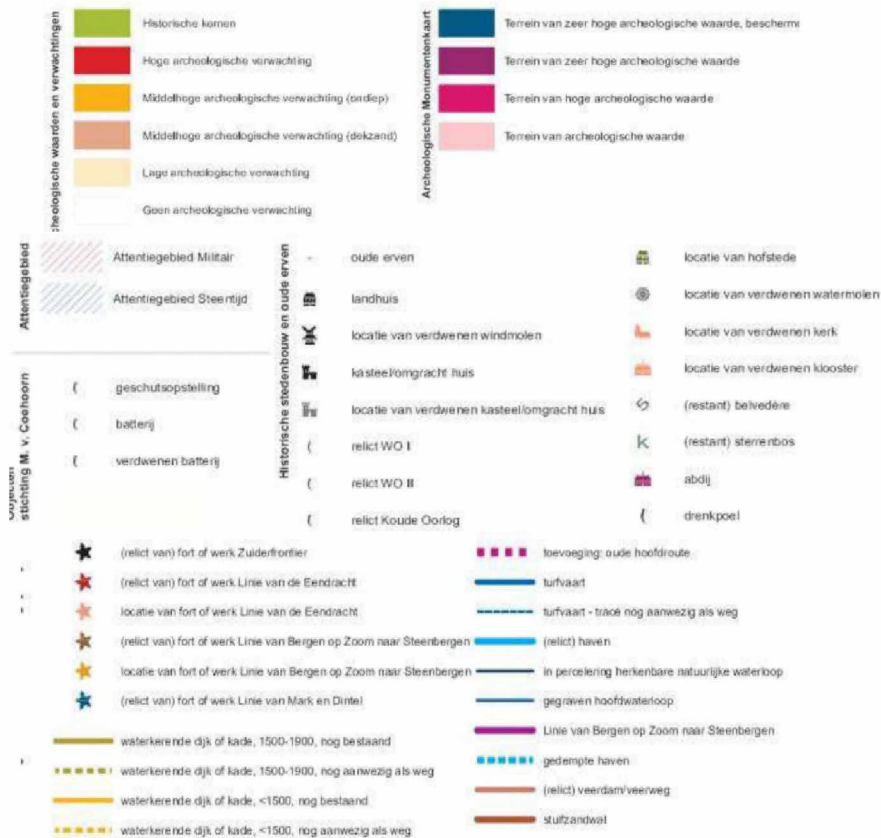 cheologische waarden en verwachtingen
Historische kernen
Hoge archeologische verwachting
Middelhoge archeologische verwachting (ondiep)
Middelhoge archeologische verwachting (dekzand)
Lage archeologische verwachting
Geen archeologische verwachting
Archeologische Monumentenkaart
Terrein van zeer hoge archeologische waarde, bescherm
Terrein van zeer hoge archeologische waarde
Terrein van hoge archeologische waarde
Terrein van archeologische waarde
Attentiegebied
Attentiegebied Militair
Attentiegebied Steentijd
Objecten
stichting M. v. Coehoorn
geschutsopstelling
batterij
verdwenen batterij
Historische stedenbouw en oude erven
oude erven
landhuis
locatie van verdwenen windmolen
kasteel/omgracht huis
locatie van verdwenen kasteel/omgracht huis
relict WO I
relict WO II
relict Koude Oorlog
locatie van hofstede
locatie van verdwenen watermolen
locatie van verdwenen kerk
locatie van verdwenen klooster
(restant) belvedère
(restant) sterrenbos
abdij
drenkpoel
(relict van) fort of werk Zuiderfrontier
(relict van) fort of werk Linie van de Eendracht
locatie van fort of werk Linie van de Eendracht
(relict van) fort of werk Linie van Bergen op Zoom naar Steenbergen
locatie van fort of werk Linie van Bergen op Zoom naar Steenbergen
(relict van) fort of werk Linie van Mark en Dintel
waterkerende dijk of kade, 1500-1900, nog bestaand
waterkerende dijk of kade, 1500-1900, nog aanwezig als weg
waterkerende dijk of kade, <1500, nog bestaand
waterkerende dijk of kade, <1500, nog aanwezig als weg
toevoeging: oude hoofdroute
turfvaart
turfvaart - tracé nog aanwezig als weg
(relict) haven
in percelering herkenbare natuurlijke waterloop
gegraven hoofdwaterloop
Linie van Bergen op Zoom naar Steenbergen
gedempte haven
(relict) veerdam/veerweg
stuifzandwal